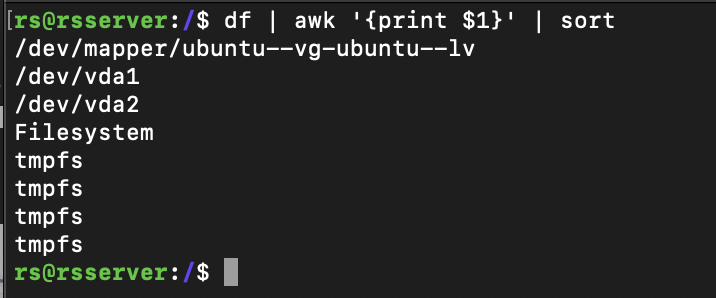 [rs@rsserver:/$ df | awk '{print $1}' | sort
/dev/mapper/ubuntu--vg-ubuntu--lv
/dev/vda1
/dev/vda2
Filesystem
tmpfs
tmpfs
tmpfs
tmpfs
rs@rsserver:/$